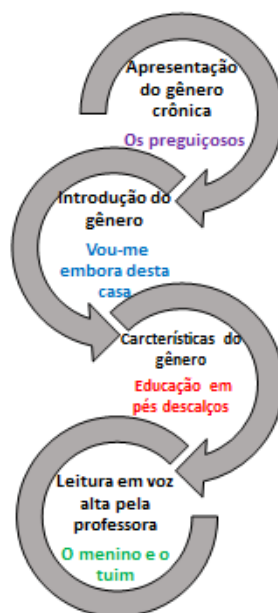 Apresentação
do gênero
crônica
Os preguiçosos
Introdução do
gênero
Vou-me
embora desta
casa
Carcterísticas do
gênero
Educação em
pés descalços
Leitura em voz
alta pela
professora
O menino e o
tuim